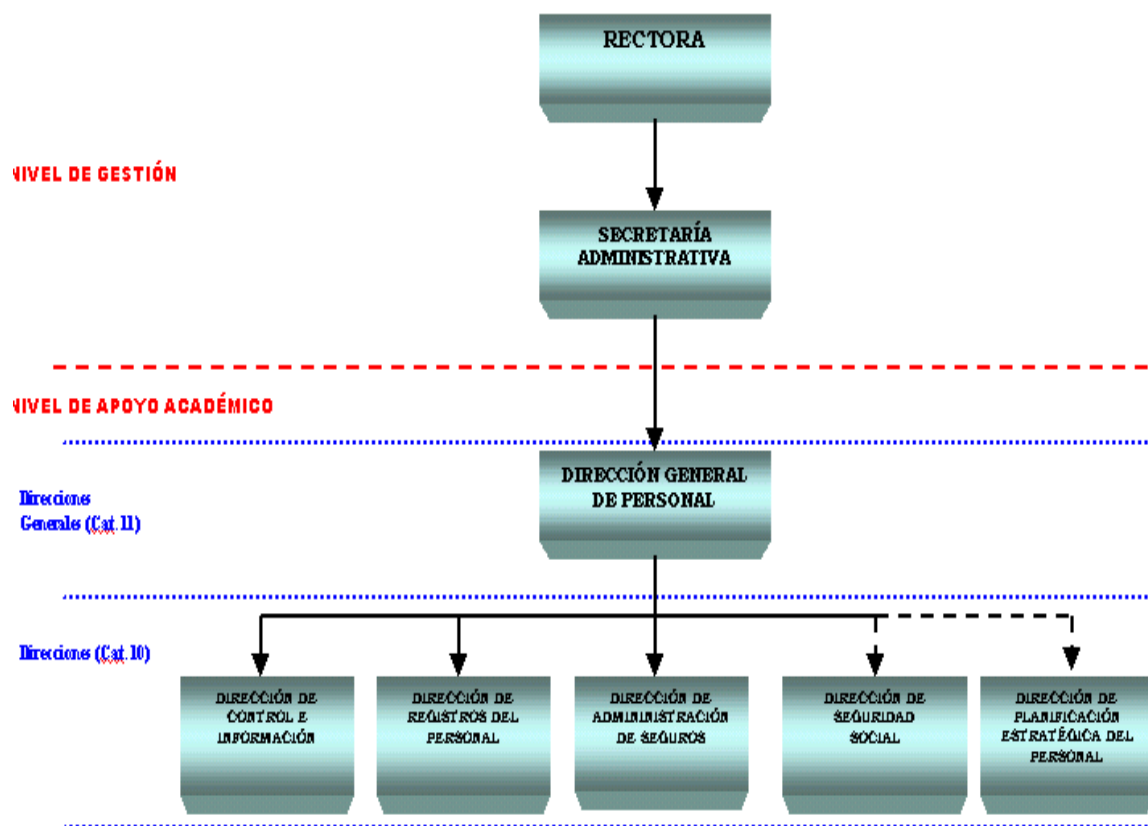 RECTORA
NIVEL DE GESTIÓN
SECRETARÍA
ADMINISTRATIVA
NIVEL DE APOYO ACADÉMICO
DIRECCIÓN GENERAL
DE PERSONAL
Direcciones
Generales (Cat.11)
Direcciones (Cat.10)
DIRECCIÓN DE
CONTROL E
INFORMACIÓN
DIRECCIÓN DE
REGISTROS DEL
PERSONAL
DIRECCIÓN DE
ADMININISTRACIÓN
DE SEGUROS
DIRECCIÓN DE
SEGURIDAD
SOCIAL
DIRECCIÓN DE
PLANIFICACIÓN
ESTRATÉGICA DEL
PERSONAL